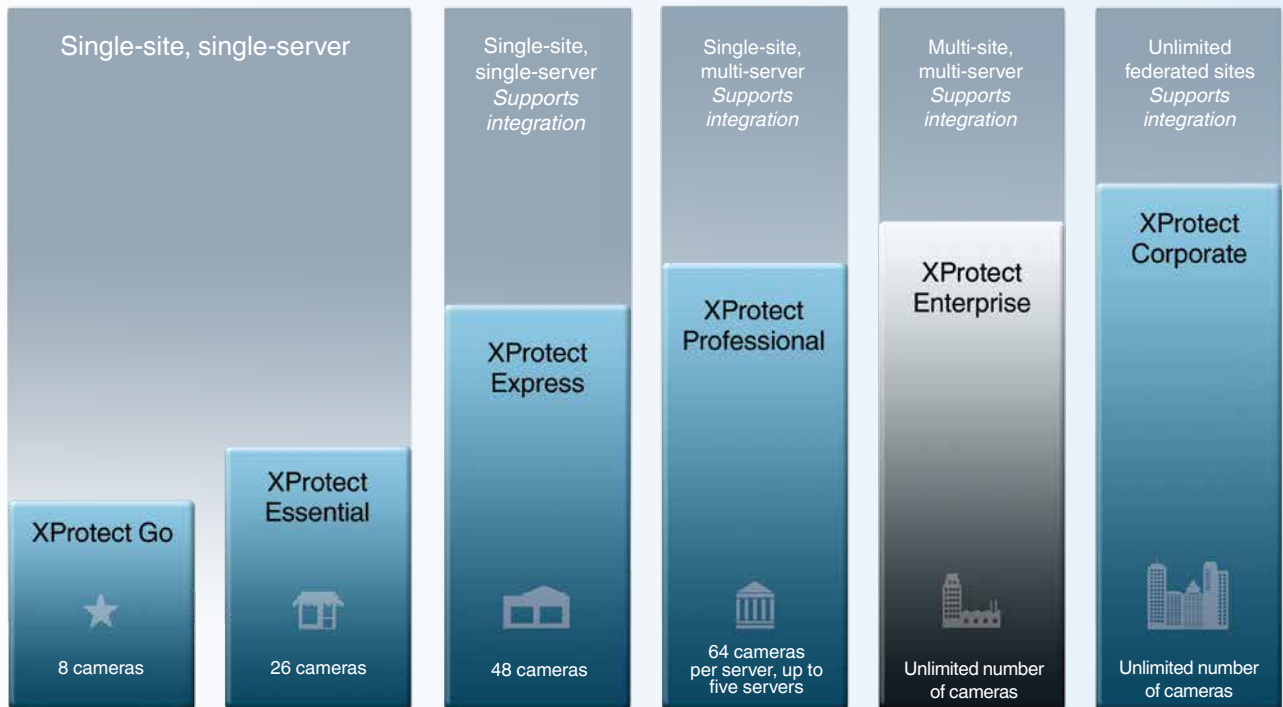 Single-site, single-server
Single-site,
single-server
Supports
integration
Single-site,
multi-server
Supports
integration
Multi-site,
multi-server
Supports
integration
Unlimited
federated sites
Supports
integration
XProtect Go
8 cameras
XProtect
Essential
26 cameras
XProtect
Express
48 cameras
XProtect
Professional
64 cameras
per server, up to
five servers
XProtect
Enterprise
Unlimited number
of cameras
XProtect
Corporate
Unlimited number
of cameras